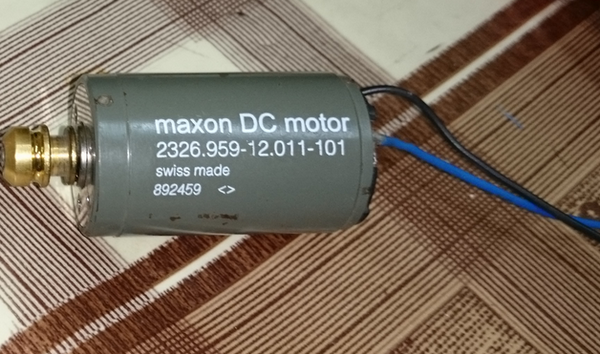 maxon DC motor
2326.959-12.011-101
swiss made
892459 <>